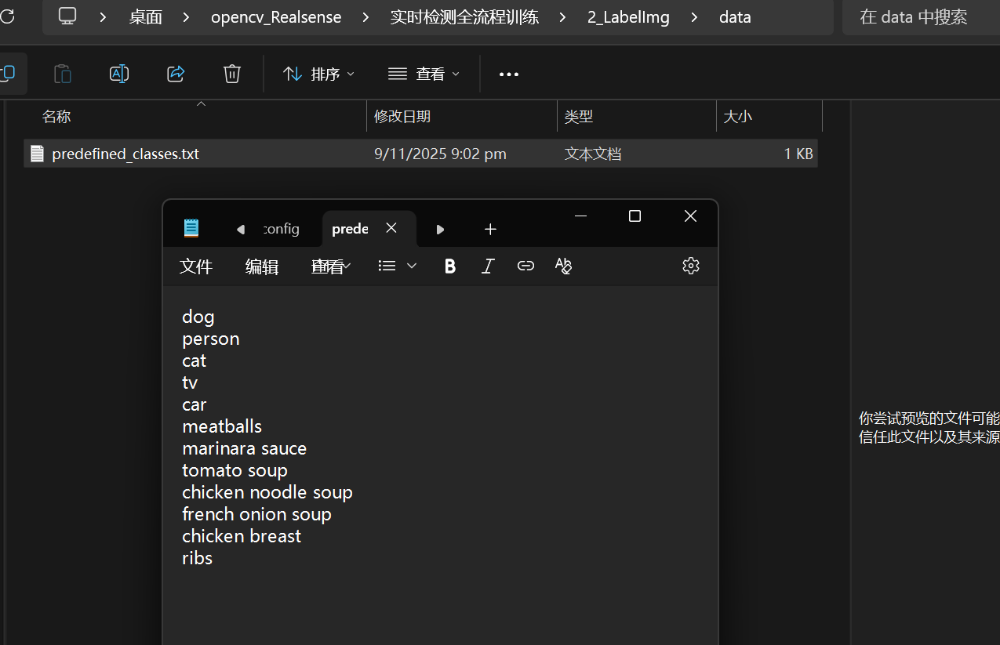 桌面 opencv_Realsense 实时检测全流程训练 2_LabelImg data 在 data 中搜索
排序 查看
名称 修改日期 类型 大小
predefined_classes.txt 9/11/2025 9:02 pm 文本文档 1 KB
config prede
文件 编辑 查看 B I
dog
person
cat
tv
car
meatballs
marinara sauce
tomato soup
chicken noodle soup
french onion soup
chicken breast
ribs
你尝试预览的文件可能
信任此文件以及其来源